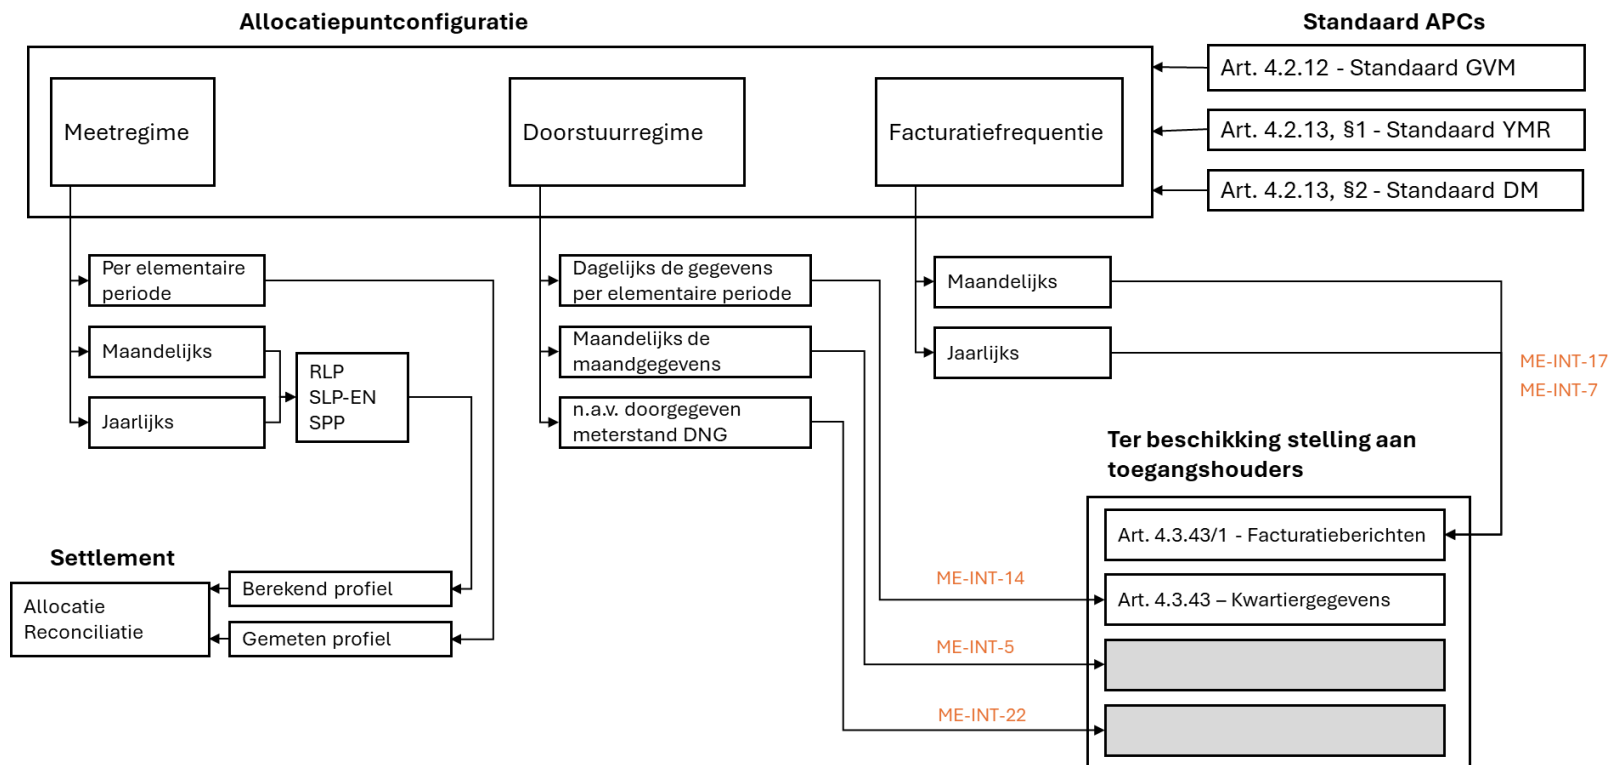 Allocatiepuntconfiguratie
Standaard APCs
Meetregime
Doorstuurregime
Facturatiefrequentie
Art. 4.2.12 - Standaard GVM
Art. 4.2.13, §1 - Standaard YMR
Art. 4.2.13, §2 - Standaard DM
Per elementaire
periode
Maandelijks
Jaarlijks
RLP
SLP-EN
SPP
Dagelijks de gegevens
per elementaire periode
Maandelijks de
maandgegevens
n.a.v. doorgegeven
meterstand DNG
Maandelijks
Jaarlijks
ME-INT-17
ME-INT-7
Settlement
Allocatie
Reconciliatie
Berekend profiel
Gemeten profiel
ME-INT-14
ME-INT-5
ME-INT-22
Ter beschikking stelling aan
toegangshouders
Art. 4.3.43/1 - Facturatieberichten
Art. 4.3.43 – Kwartiergegevens